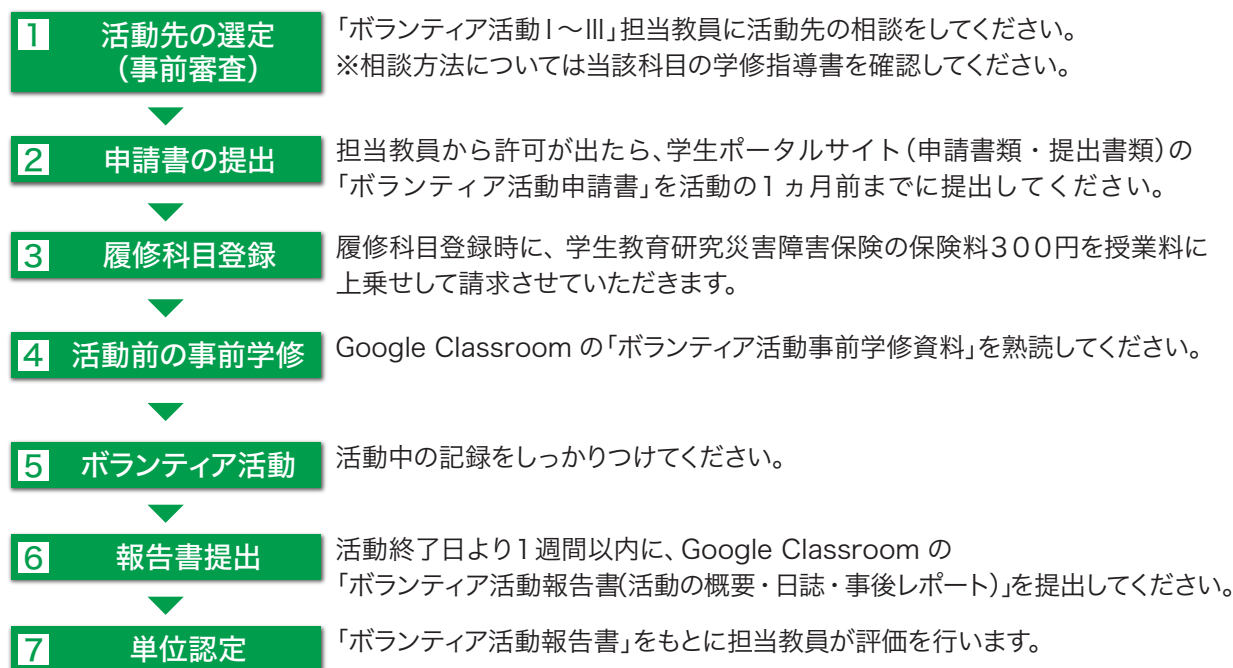 1 活動先の選定
(事前審査)
「ボランティア活動Ⅰ～Ⅲ」担当教員に活動先の相談をしてください。
※相談方法については当該科目の学修指導書を確認してください。
2 申請書の提出
担当教員から許可が出たら、学生ポータルサイト(申請書類・提出書類)の
「ボランティア活動申請書」を活動の1ヵ月前までに提出してください。
3 履修科目登録
履修科目登録時に、学生教育研究災害障害保険の保険料300円を授業料に
上乗せして請求させていただきます。
4 活動前の事前学修
Google Classroom の「ボランティア活動事前学修資料」を熟読してください。
5 ボランティア活動
活動中の記録をしっかりつけてください。
6 報告書提出
活動終了日より1週間以内に、Google Classroom の
「ボランティア活動報告書(活動の概要・日誌・事後レポート)」を提出してください。
7 単位認定
「ボランティア活動報告書」をもとに担当教員が評価を行います。